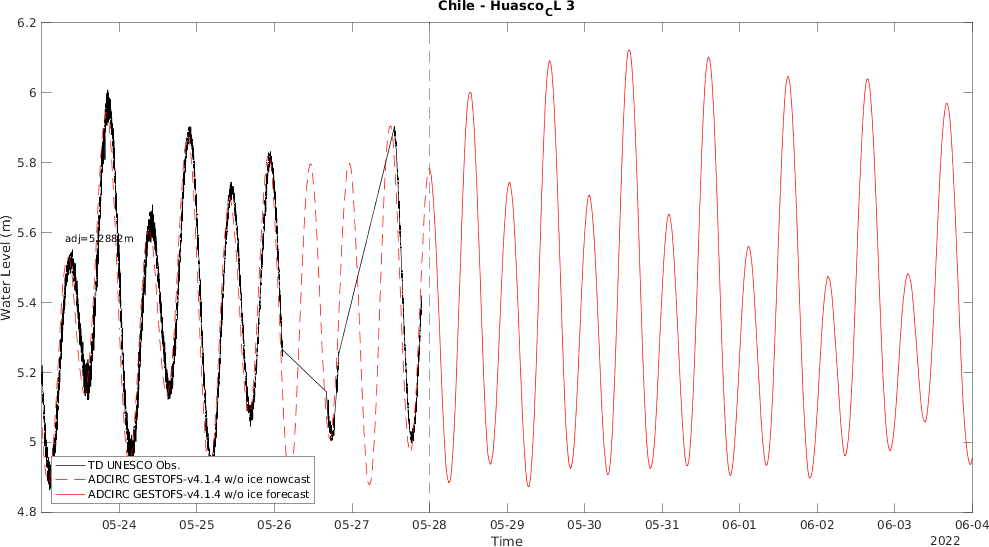 Chile - Huasco_CL 3
6.2
6
5.8
5.6
5.4
5.2
5
4.8
Water Level (m)
adj=5.2882m
TD UNESCO Obs.
ADCIRC GESTOFS-v4.1.4 w/o ice nowcast
ADCIRC GESTOFS-v4.1.4 w/o ice forecast
05-24 05-25 05-26 05-27 05-28 05-29 05-30 05-31 06-01 06-02 06-03 06-04
Time
2022